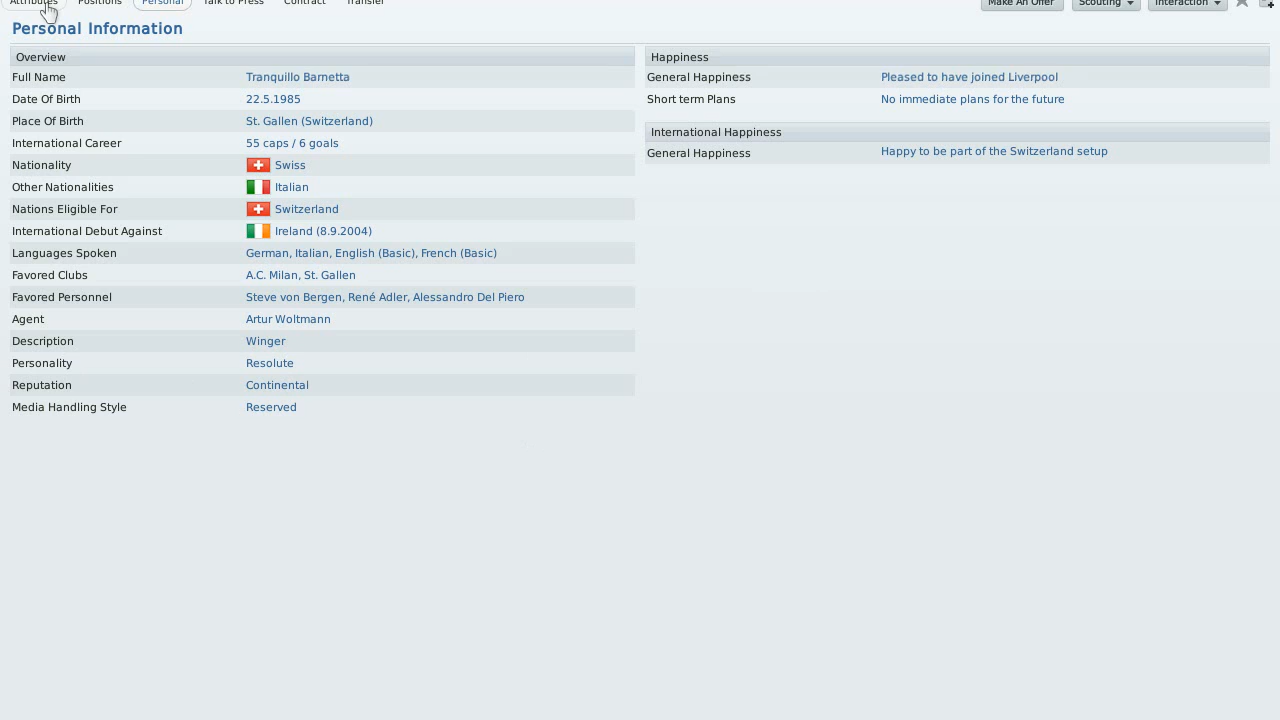 Attributes Positions Personal Talk to Press Contract Transfer Make An Offer Scouting Interaction
Personal Information
Overview
Full Name Tranquillo Barnetta
Date Of Birth 22.5.1985
Place Of Birth St. Gallen (Switzerland)
International Career 55 caps / 6 goals
Nationality Swiss
Other Nationalities Italian
Nations Eligible For Switzerland
International Debut Against Ireland (8.9.2004)
Languages Spoken German, Italian, English (Basic), French (Basic)
Favored Clubs A.C. Milan, St. Gallen
Favored Personnel Steve von Bergen, René Adler, Alessandro Del Piero
Agent Artur Woltmann
Description Winger
Personality Resolute
Reputation Continental
Media Handling Style Reserved
Happiness
General Happiness Pleased to have joined Liverpool
Short term Plans No immediate plans for the future
International Happiness
General Happiness Happy to be part of the Switzerland setup